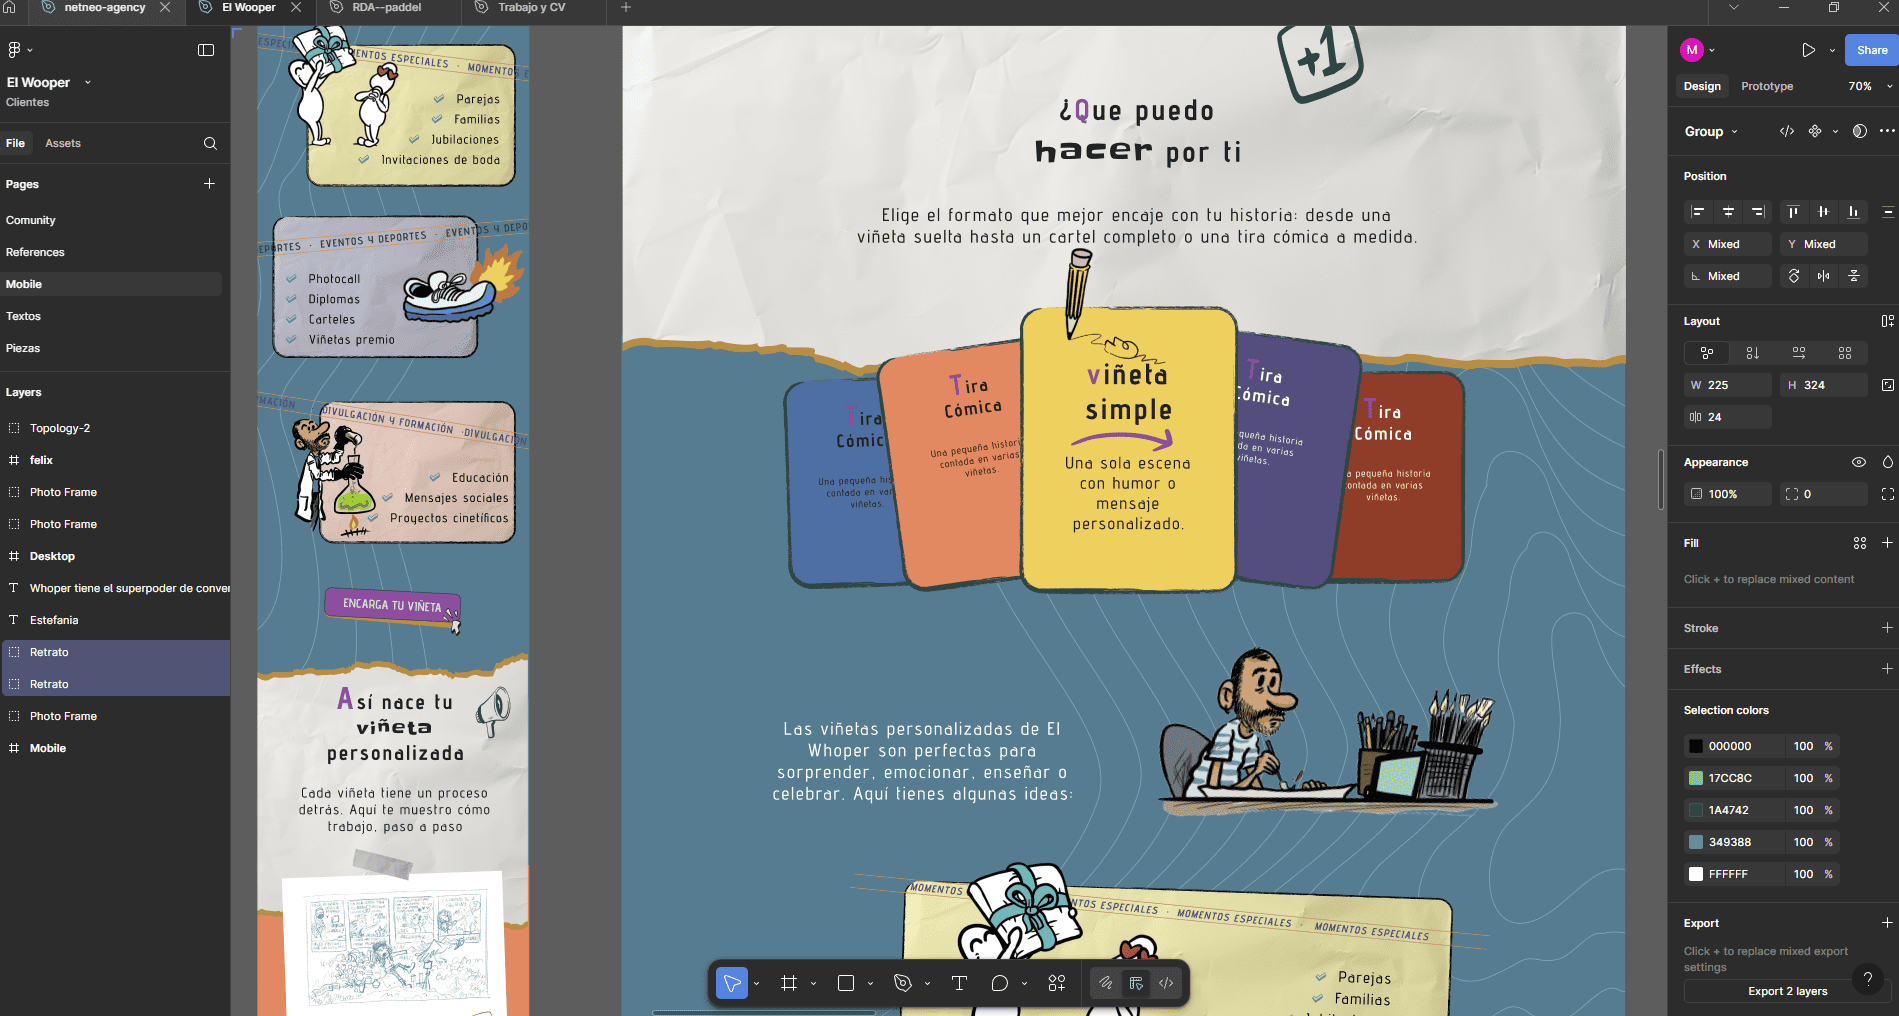 netneo-agency
El Wooper
RDA--paddel
Trabajo y CV
El Wooper
Clientes
File
Assets
Pages
Comunity
References
Mobile
Textos
Piezas
Layers
Topology-2
felix
Photo Frame
Photo Frame
Desktop
Whoper tiene el superpoder de conver
Estefania
Retrato
Retrato
Photo Frame
Mobile
MENTOS ESPECIALES · MOMENTOS E
Parejas
Familias
Jubilaciones
Invitaciones de boda
EPORTES · EVENTOS Y DEPORTES · EVENTOS Y DEPO
Photocall
Diplomas
Carteles
Viñetas premio
RMACIÓN
DIVULGACIÓN Y FORMACIÓN ·DIVULGACIÓN
Educación
Mensajes sociales
Proyectos cinetíficos
ENCARGA TU VIÑETA
Así nace tu
viñeta
personalizada
Cada viñeta tiene un proceso
detrás. Aquí te muestro cómo
trabajo, paso a paso
+1
¿Que puedo
hacer por ti
Elige el formato que mejor encaje con tu historia: desde una
viñeta suelta hasta un cartel completo o una tira cómica a medida.
Tira
Cómic
Una pequeña his
contada en var
viñetas.
Tira
Cómica
Una pequeña histori
contada en varias
viñetas.
viñeta
simple
Una sola escena
con humor o
mensaje
personalizado.
Tira
Cómica
queña historia
da en varias
viñetas.
Tira
Cómica
a pequeña historia
ontada en varias
viñetas.
Las viñetas personalizadas de El
Whoper son perfectas para
sorprender, emocionar, enseñar o
celebrar. Aquí tienes algunas ideas:
MOMENTOS
NTOS ESPECIALES · MOMENTOS ESPECIALES · MOMENTOS ESPECIALES
Parejas
Familias
M
Share
Design
Prototype
70%
Group
Position
X Mixed
Y Mixed
Mixed
Layout
W 225
H 324
24
Appearance
100%
0
Fill
Click + to replace mixed content
Stroke
Effects
Selection colors
000000 100 %
17CC8C 100 %
1A4742 100 %
349388 100 %
FFFFFF 100 %
Export
Click + to replace mixed export
settings
Export 2 layers
?